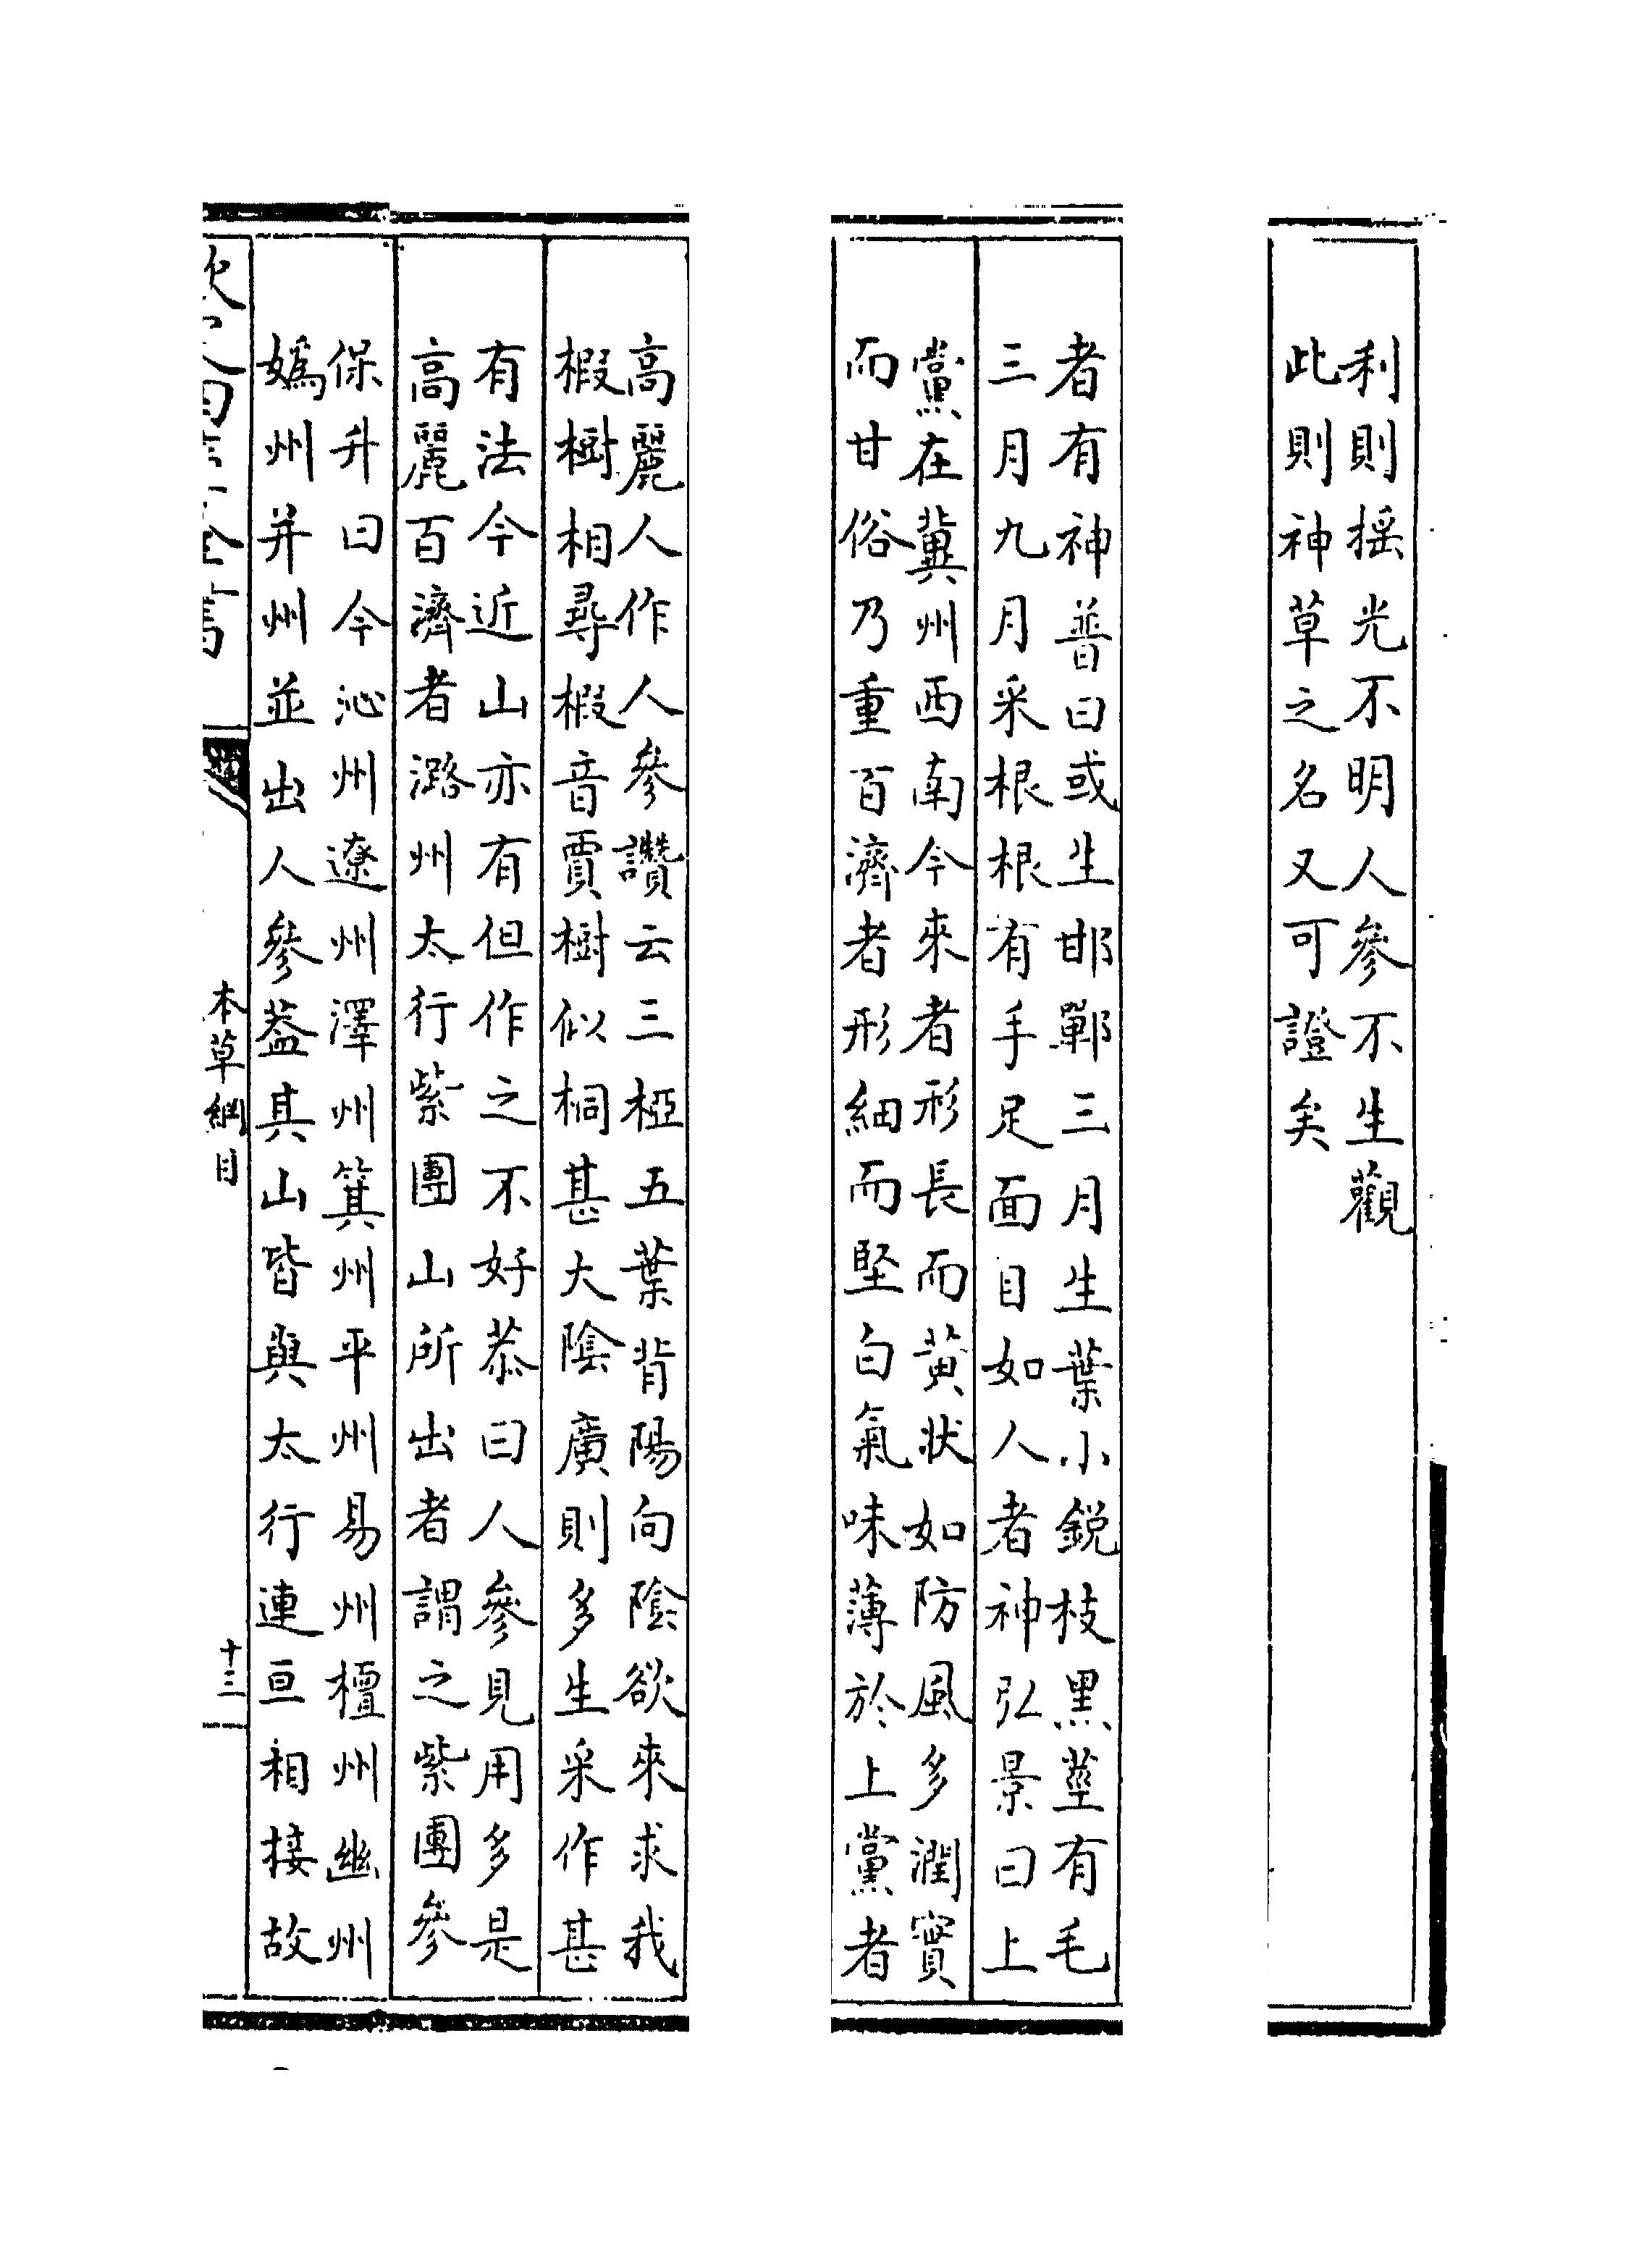 利則揺光不明人參不生觀
此則神草之名又可證矣
者有神普曰或生邯鄲三月生葉小鋭枝黑莖有毛
三月九月采根根有手足面目如人者神弘景曰上
黨在冀州西南今來者形長而黄状如防風多潤實
而甘俗乃重百濟者形細而堅白氣味薄於上黨者
高麗人作人參讚云三椏五葉背陽向陰欲來求我
椵樹相尋椵音賈樹似桐甚大陰廣則多生采作甚
有法今近山亦有但作之不好恭曰人參見用多是
高麗百濟者潞州太行紫團山所出者謂之紫團參
保升曰今沁州遼州澤州箕州平州易州檀州幽州
媯州并州並出人參葢其山皆與太行連亘相接故
本草綱目
十三